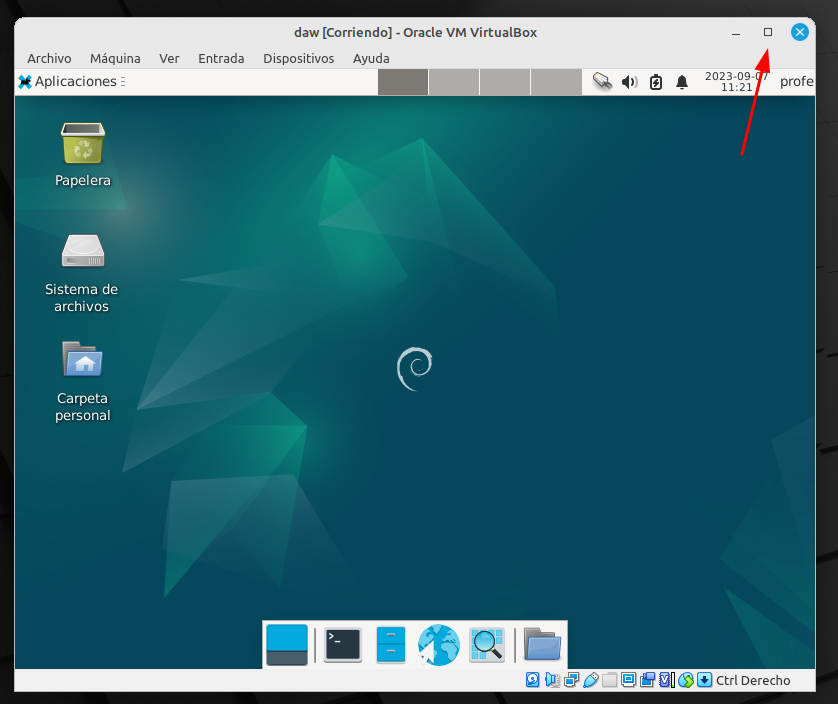 daw [Corriendo] - Oracle VM VirtualBox
Archivo Máquina Ver Entrada Dispositivos Ayuda
Aplicaciones
2023-09-07
11:21
profe
Papelera
Sistema de
archivos
Carpeta
personal
>_
Ctrl Derecho